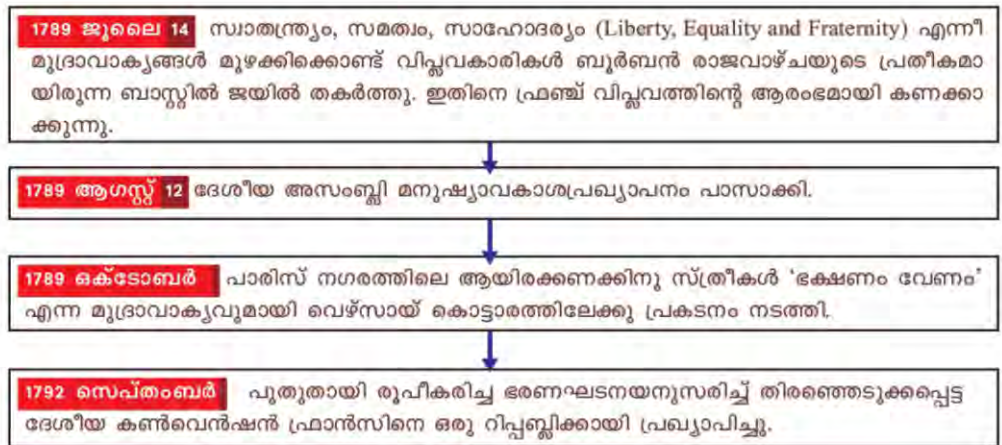 1789 ജൂലൈ 14 സ്വാതന്ത്ര്യം, സമത്വം, സാഹോദര്യം (Liberty, Equality and Fraternity) എന്നീ
മുദ്രാവാക്യങ്ങൾ മുഴക്കിക്കൊണ്ട് വിപ്ലവകാരികൾ ബൂർബൻ രാജവാഴ്ചയുടെ പ്രതീകമാ
യിരുന്ന ബാസ്റ്റിൽ ജയിൽ തകർത്തു. ഇതിനെ ഫ്രഞ്ച് വിപ്ലവത്തിന്റെ ആരംഭമായി കണക്കാ
ക്കുന്നു.
1789 ആഗസ്റ്റ് 12 ദേശീയ അസംബ്ലി മനുഷ്യാവകാശപ്രഖ്യാപനം പാസാക്കി.
1789 ഒക്ടോബർ പാരിസ് നഗരത്തിലെ ആയിരക്കണക്കിനു സ്ത്രീകൾ ‘ഭക്ഷണം വേണം’
എന്ന മുദ്രാവാക്യവുമായി വെഴ്സായ് കൊട്ടാരത്തിലേക്കു പ്രകടനം നടത്തി.
1792 സെപ്തംബർ പുതുതായി രൂപീകരിച്ച ഭരണഘടനയനുസരിച്ച് തിരഞ്ഞെടുക്കപ്പെട്ട
ദേശീയ കൺവെൻഷൻ ഫ്രാൻസിനെ ഒരു റിപ്പബ്ലിക്കായി പ്രഖ്യാപിച്ചു.